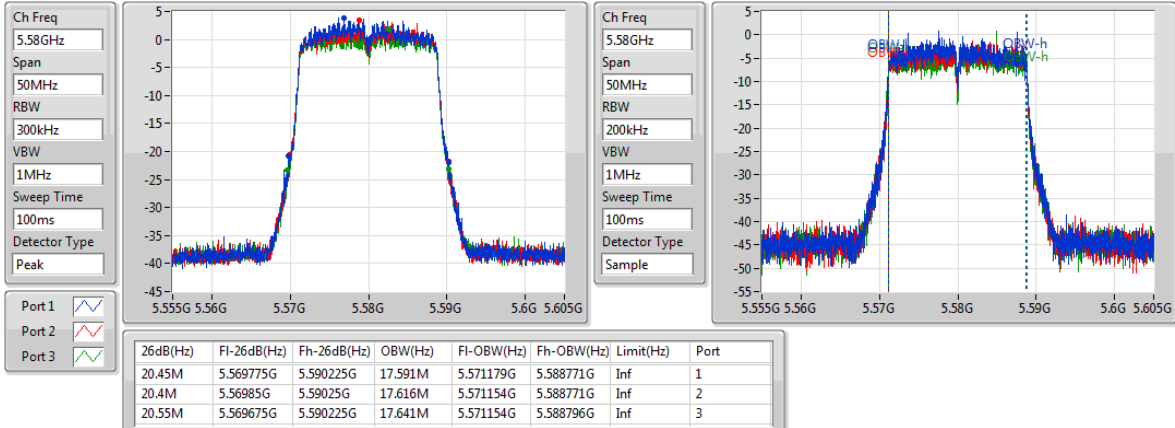 Ch Freq
5.58GHz
Span
50MHz
RBW
300kHz
VBW
1MHz
Sweep Time
100ms
Detector Type
Peak
5
0
-5
-10
-15
-20
-25
-30
-35
-40
-45
5.555G 5.56G 5.57G 5.58G 5.59G 5.6G 5.605G
Ch Freq
5.58GHz
Span
50MHz
RBW
200kHz
VBW
1MHz
Sweep Time
100ms
Detector Type
Sample
5
0
-5
-10
-15
-20
-25
-30
-35
-40
-45
-50
-55
OBW-h
5.555G 5.56G 5.57G 5.58G 5.59G 5.6G 5.605G
Port 1
Port 2
Port 3
26dB(Hz) Fl-26dB(Hz) Fh-26dB(Hz) OBW(Hz) Fl-OBW(Hz) Fh-OBW(Hz) Limit(Hz) Port
20.45M 5.569775G 5.590225G 17.591M 5.571179G 5.588771G Inf 1
20.4M 5.56985G 5.59025G 17.616M 5.571154G 5.588771G Inf 2
20.55M 5.569675G 5.590225G 17.641M 5.571154G 5.588796G Inf 3